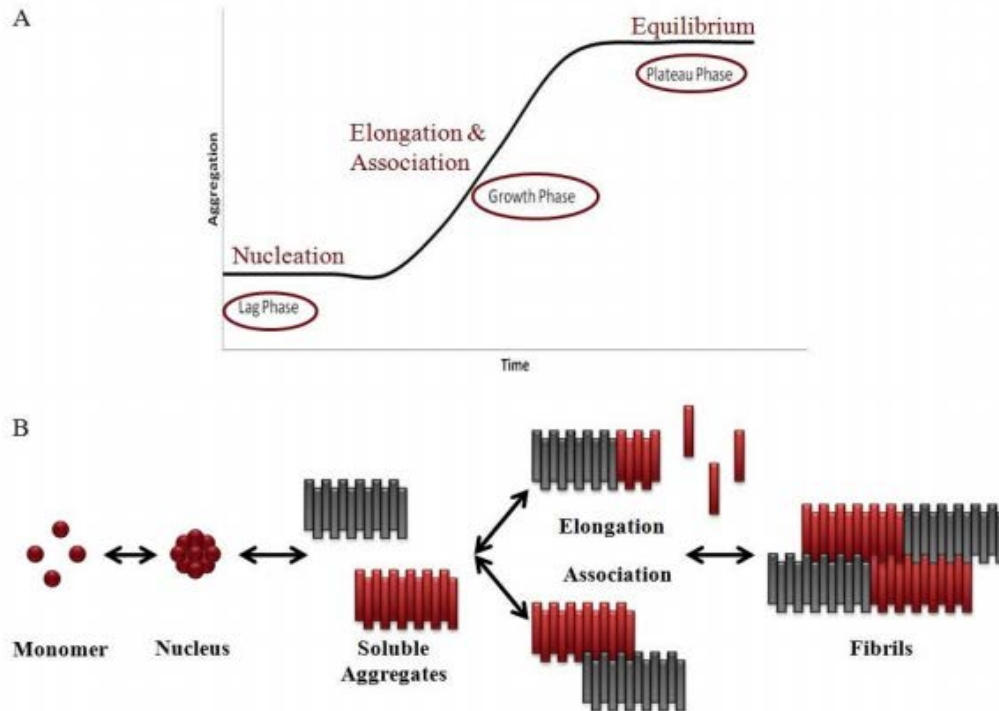 A
Equilibrium
Plateau Phase
Elongation &
Association
Growth Phase
Aggregation
Nucleation
Lag Phase
Time
B
Elongation
Association
Monomer
Nucleus
Soluble
Aggregates
Fibrils